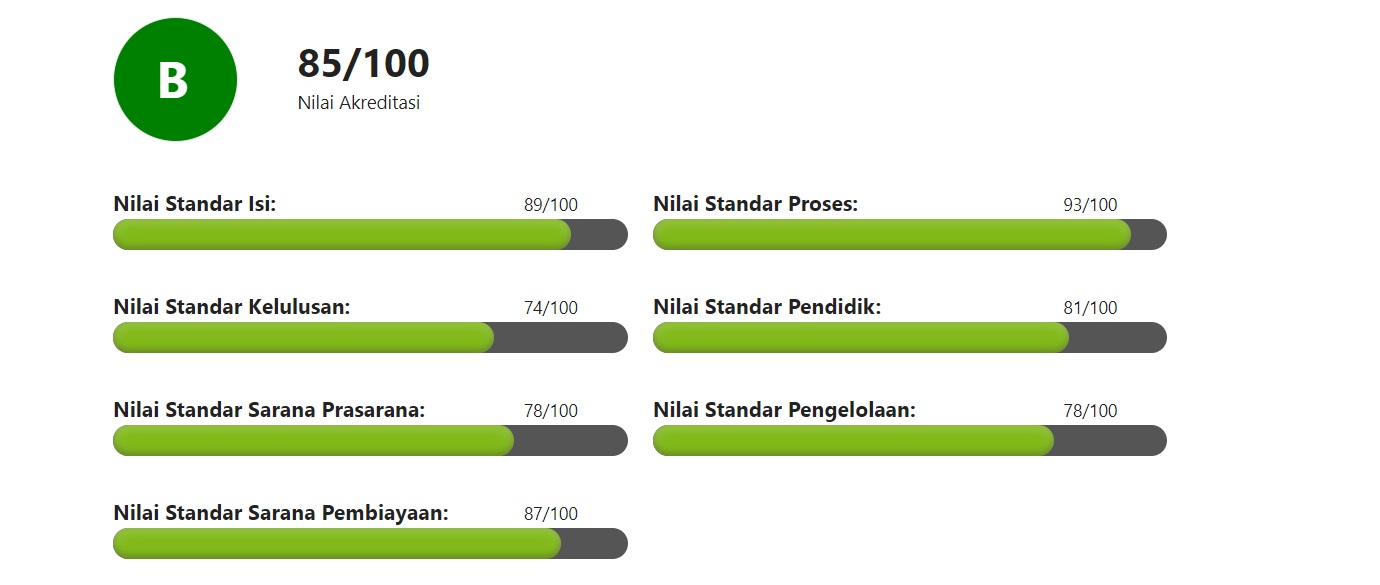 B
85/100
Nilai Akreditasi
Nilai Standar Isi: 89/100
Nilai Standar Proses: 93/100
Nilai Standar Kelulusan: 74/100
Nilai Standar Pendidik: 81/100
Nilai Standar Sarana Prasarana: 78/100
Nilai Standar Pengelolaan: 78/100
Nilai Standar Sarana Pembiayaan: 87/100